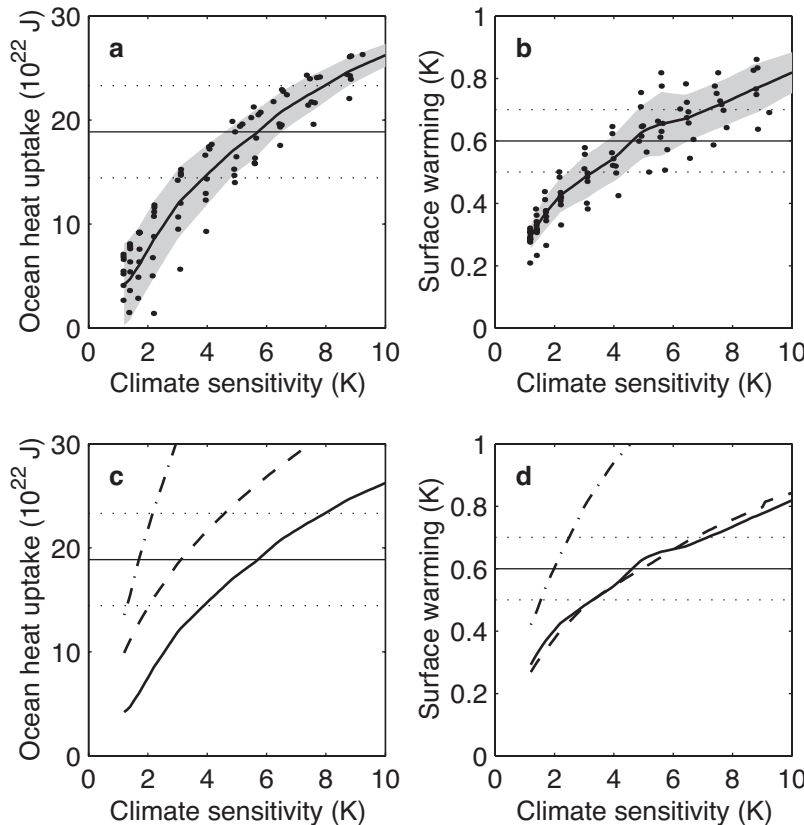 a
Ocean heat uptake (10²² J)
30
20
10
0
0 2 4 6 8 10
Climate sensitivity (K)
b
Surface warming (K)
1
0.8
0.6
0.4
0.2
0
0 2 4 6 8 10
Climate sensitivity (K)
c
Ocean heat uptake (10²² J)
30
20
10
0
0 2 4 6 8 10
Climate sensitivity (K)
d
Surface warming (K)
1
0.8
0.6
0.4
0.2
0
0 2 4 6 8 10
Climate sensitivity (K)